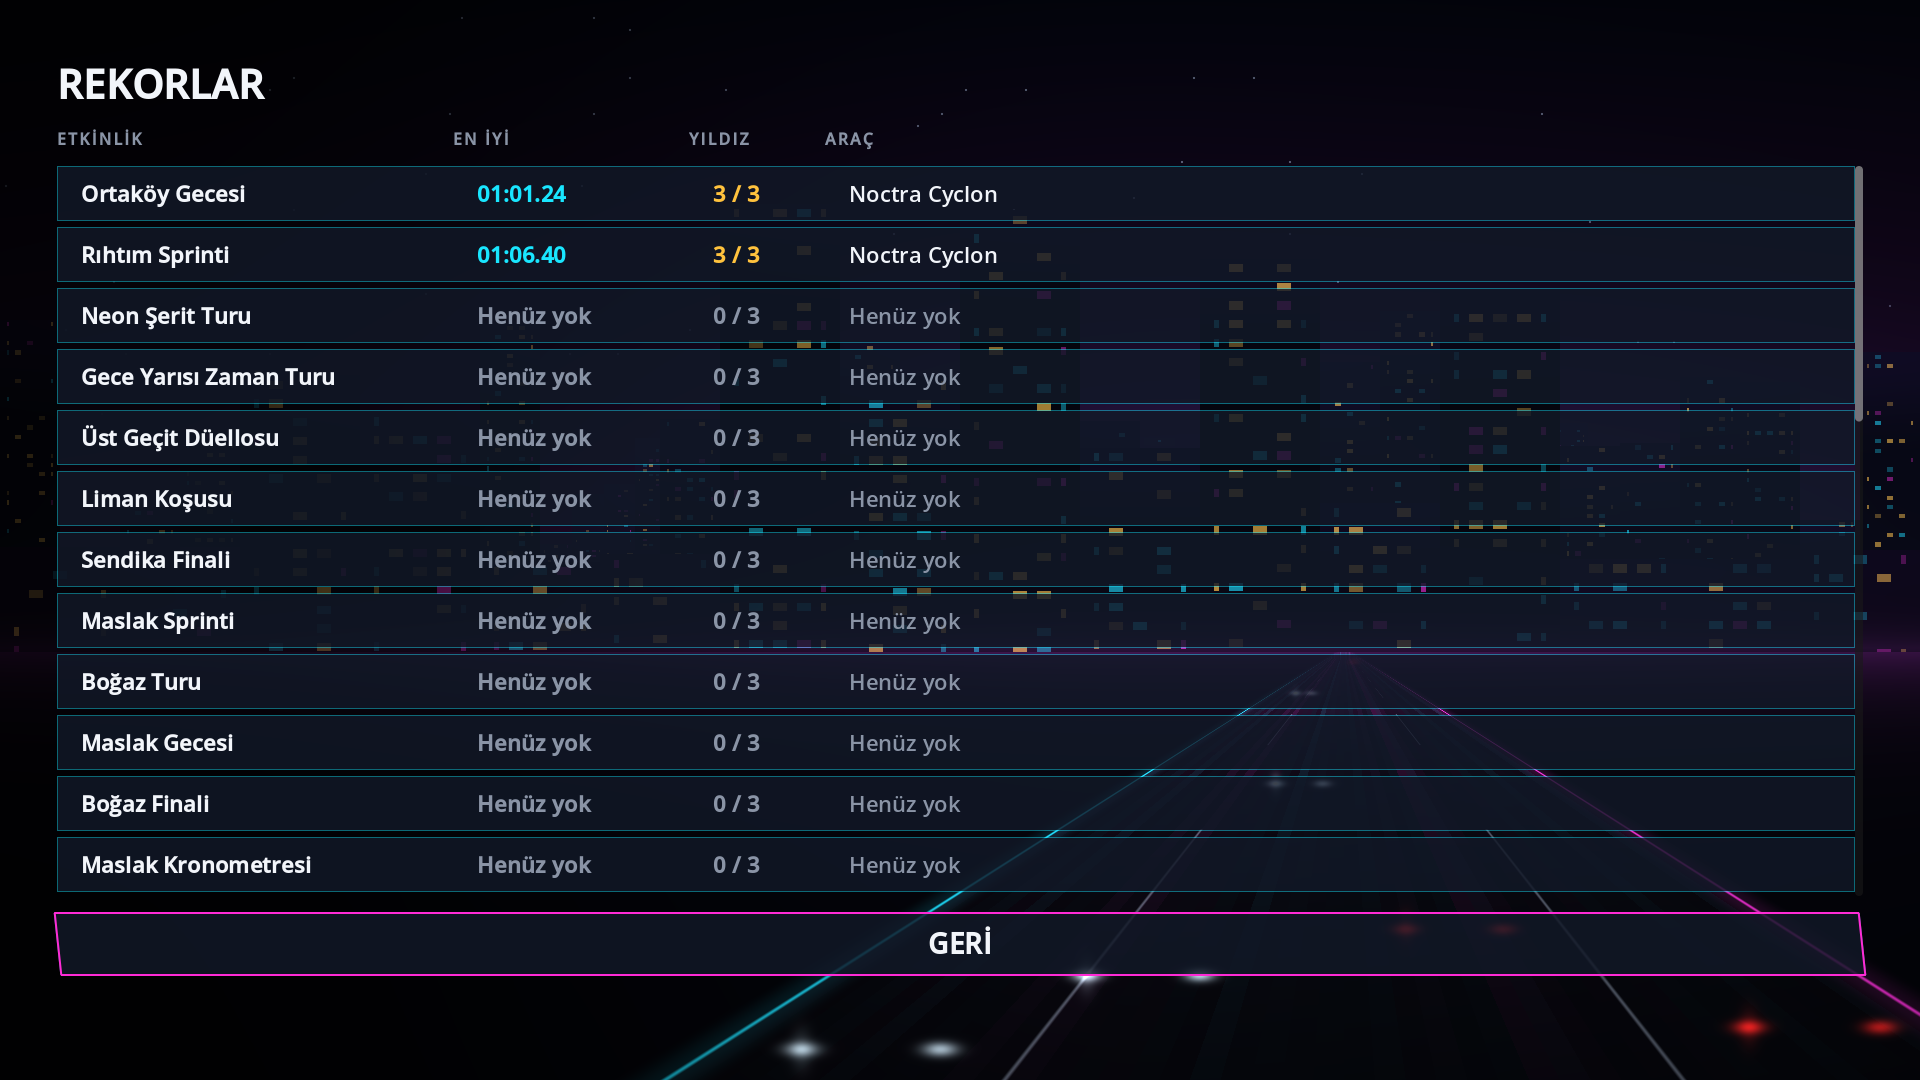 REKORLAR
ETKİNLİK EN İYİ YILDIZ ARAÇ
Ortaköy Gecesi 01:01.24 3 / 3 Noctra Cyclon
Rıhtım Sprinti 01:06.40 3 / 3 Noctra Cyclon
Neon Şerit Turu Henüz yok 0 / 3 Henüz yok
Gece Yarısı Zaman Turu Henüz yok 0 / 3 Henüz yok
Üst Geçit Düellosu Henüz yok 0 / 3 Henüz yok
Liman Koşusu Henüz yok 0 / 3 Henüz yok
Sendika Finali Henüz yok 0 / 3 Henüz yok
Maslak Sprinti Henüz yok 0 / 3 Henüz yok
Boğaz Turu Henüz yok 0 / 3 Henüz yok
Maslak Gecesi Henüz yok 0 / 3 Henüz yok
Boğaz Finali Henüz yok 0 / 3 Henüz yok
Maslak Kronometresi Henüz yok 0 / 3 Henüz yok
GERİ